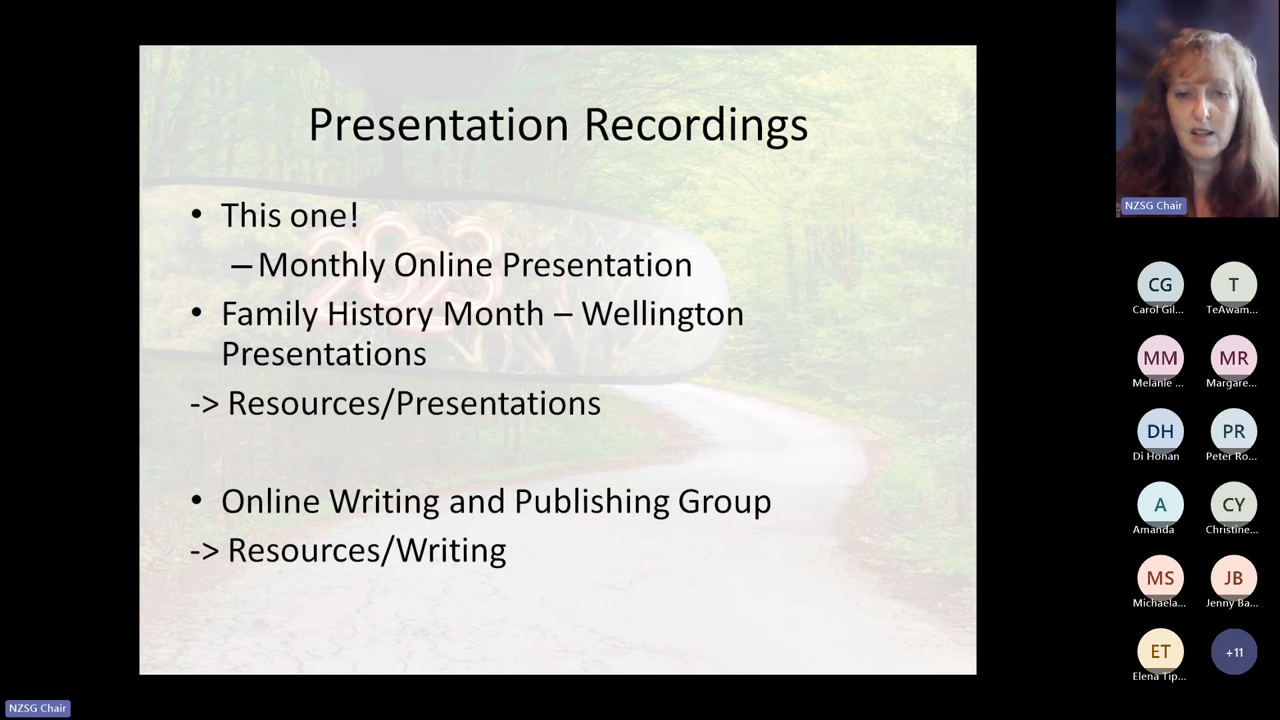 Presentation Recordings
• This one!
– Monthly Online Presentation
• Family History Month – Wellington
Presentations
-> Resources/Presentations
• Online Writing and Publishing Group
-> Resources/Writing
2023
NZSG Chair
CG T
Carol Gil... TeAwam...
MM MR
Melanie ... Margare...
DH PR
Di Honan Peter Ro...
A CY
Amanda Christine...
MS JB
Michaela... Jenny Ba...
ET +11
Elena Tip...
NZSG Chair